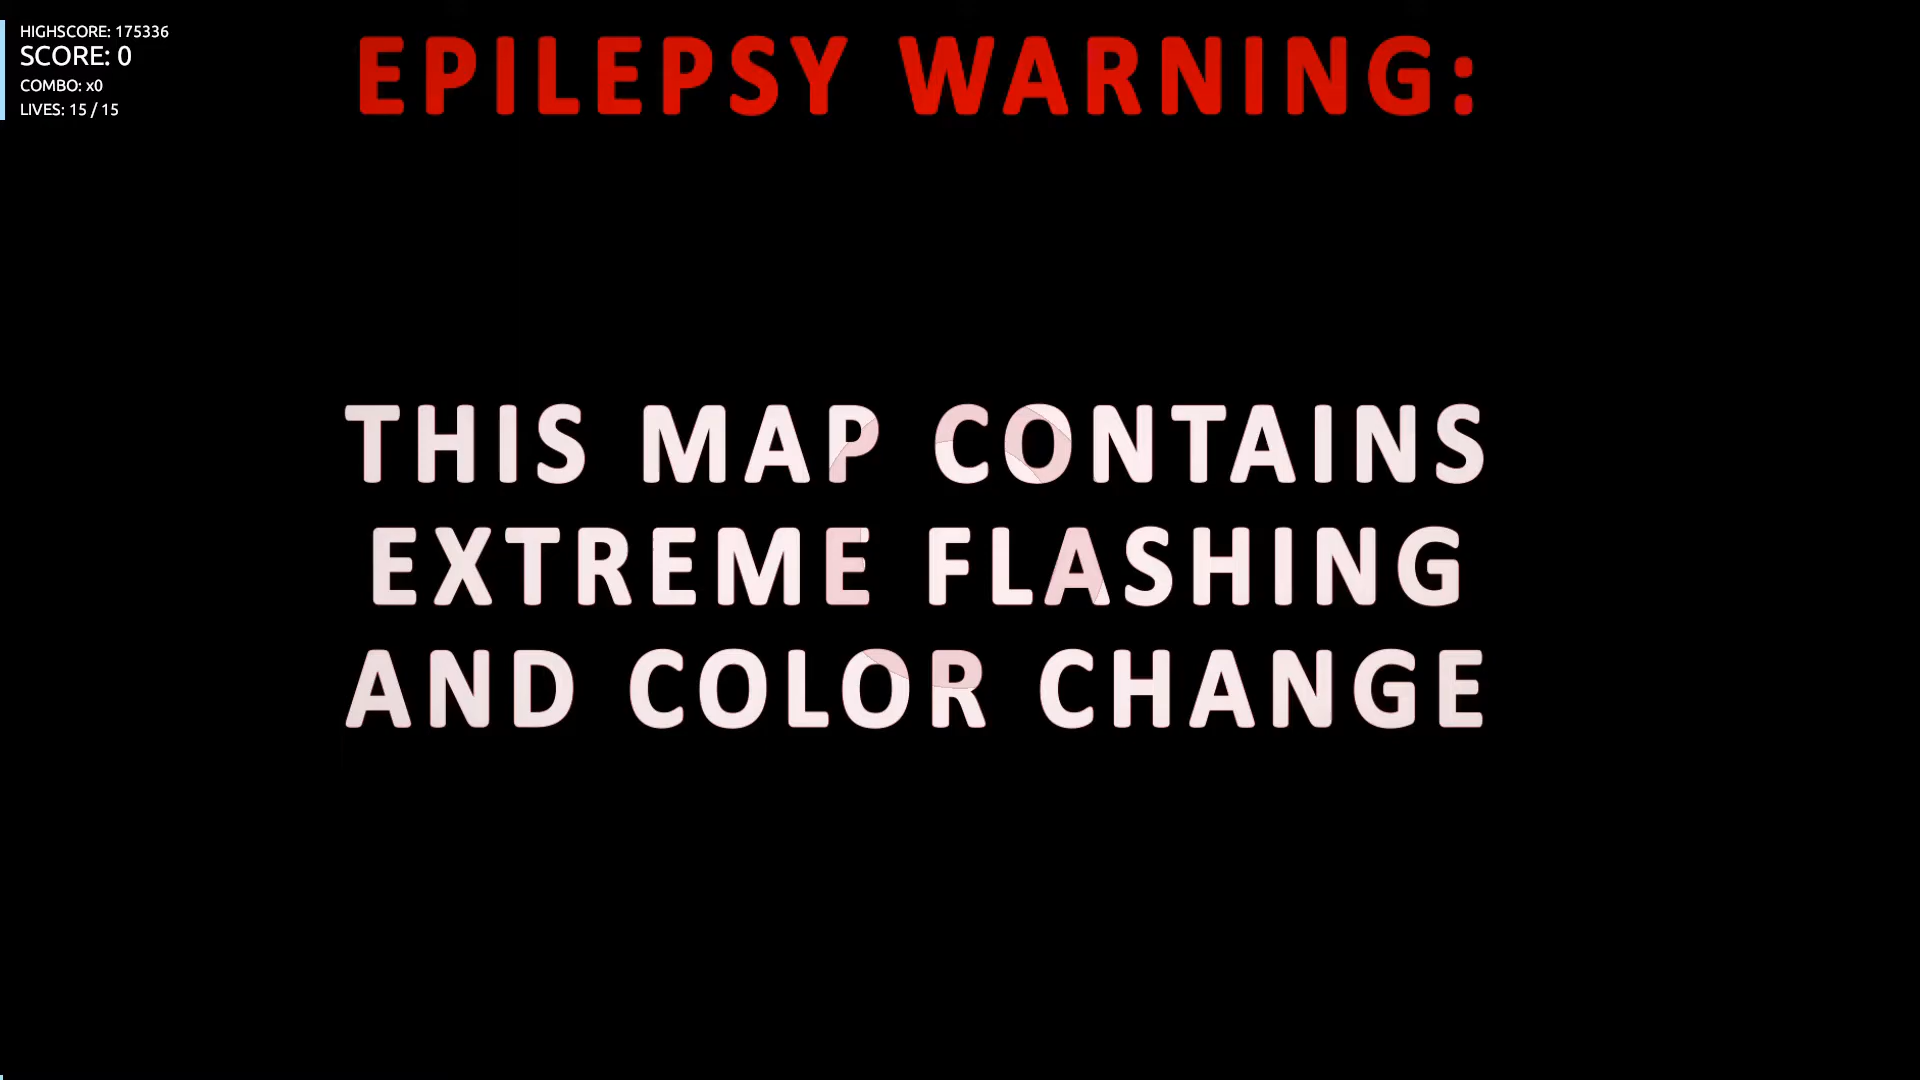 HIGHSCORE: 175336
SCORE: 0
COMBO: x0
LIVES: 15 / 15
EPILEPSY WARNING:
THIS MAP CONTAINS
EXTREME FLASHING
AND COLOR CHANGE